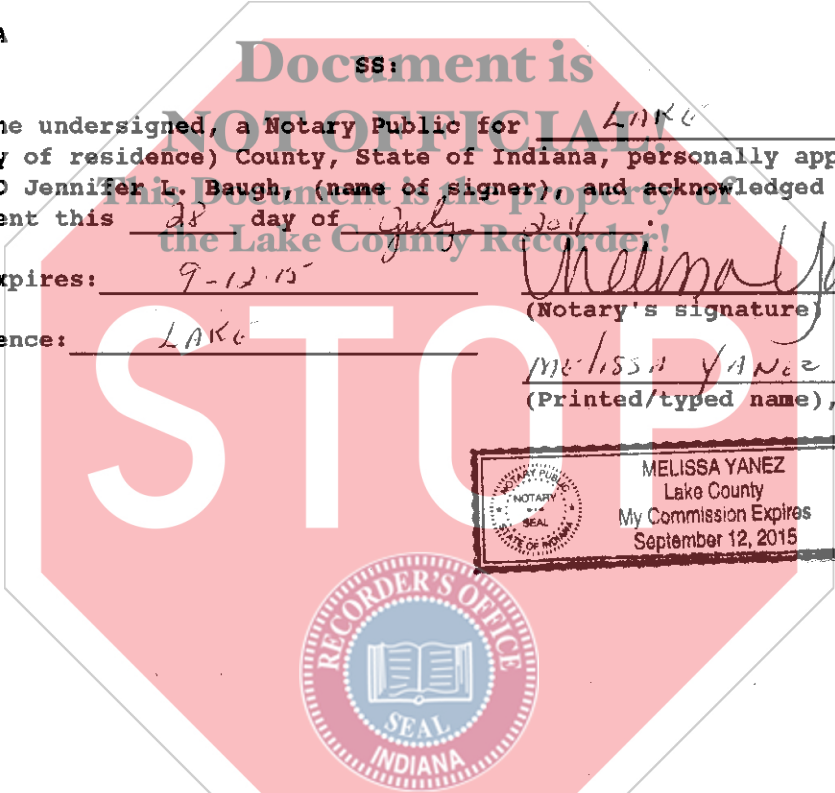 A
Document is
SS:
NOT OFFICIAL!
he undersigned, a Notary Public for LAKE
y of residence) County, State of Indiana, personally app
O Jennifer L. Baugh, (name of signer), and acknowledged
This Document is the property of
ent this 28 day of July 2011.
the Lake County Recorder!
xpires: 9-12-15
(Notary's signature)
ence: LAKE
MELISSA YANEZ
(Printed/typed name),
STOP
MELISSA YANEZ
Lake County
My Commission Expires
September 12, 2015
NOTARY PUBLIC
NOTARY
SEAL
STATE OF INDIANA
RECORDER'S OFFICE
SEAL
INDIANA